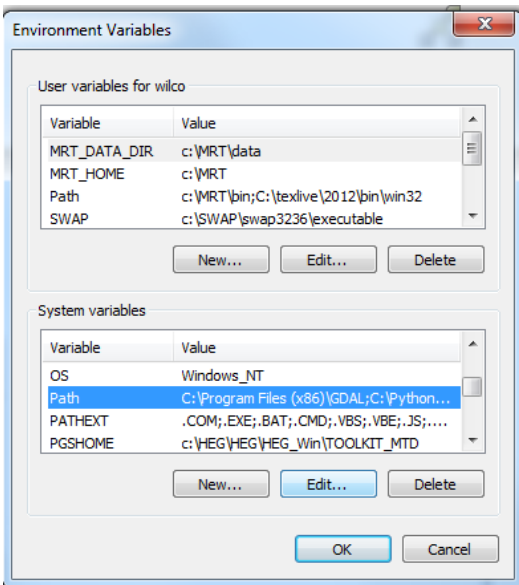 Environment Variables
User variables for wilco
Variable Value
MRT_DATA_DIR c:\MRT\data
MRT_HOME c:\MRT
Path c:\MRT\bin;C:\texlive\2012\bin\win32
SWAP c:\SWAP\swap3236\executable
New... Edit... Delete
System variables
Variable Value
OS Windows_NT
Path C:\Program Files (x86)\GDAL;C:\Python...
PATHEXT .COM;.EXE;.BAT;.CMD;.VBS;.VBE;.JS;....
PGSHOME c:\HEG\HEG\HEG_Win\TOOLKIT_MTD
New... Edit... Delete
OK Cancel